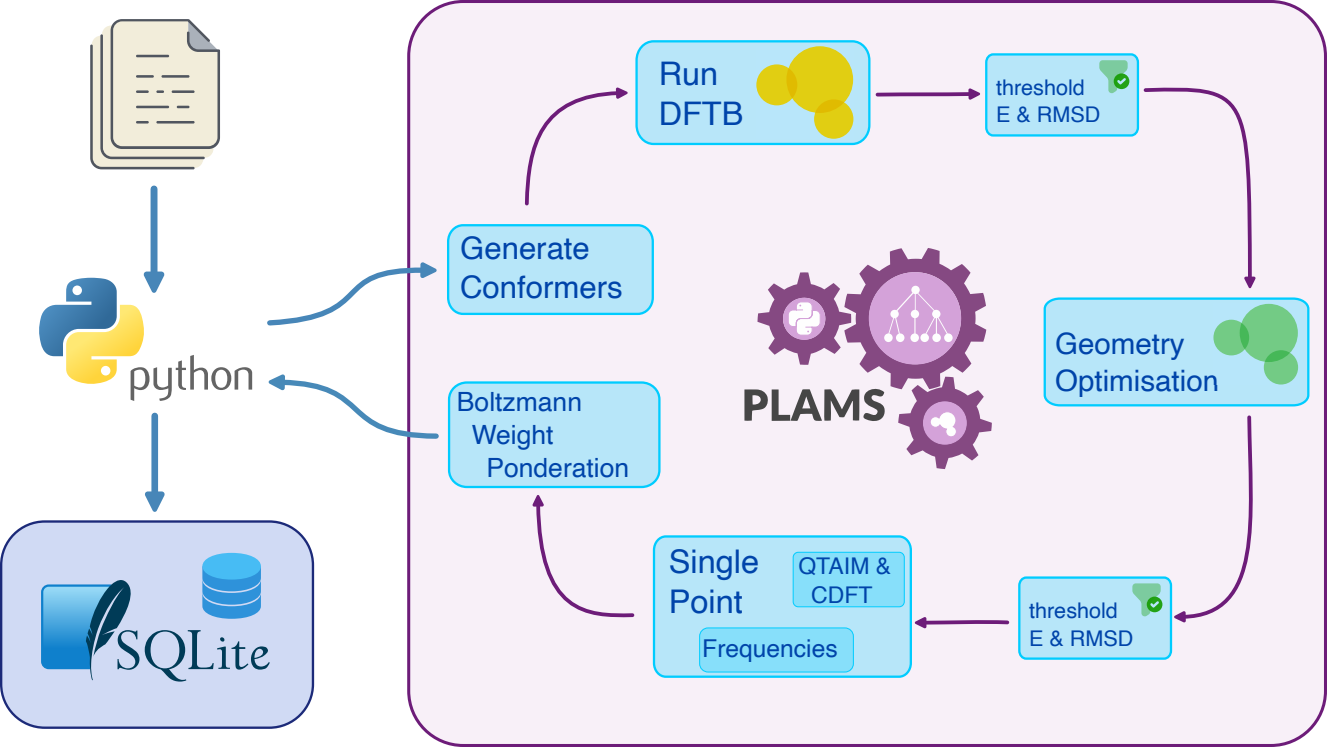 Run
DFTB
threshold
E & RMSD
Generate
Conformers
Geometry
Optimisation
python
PLAMS
Boltzmann
Weight
Ponderation
Single
Point
QTAIM &
CDFT
Frequencies
threshold
E & RMSD
SQLite